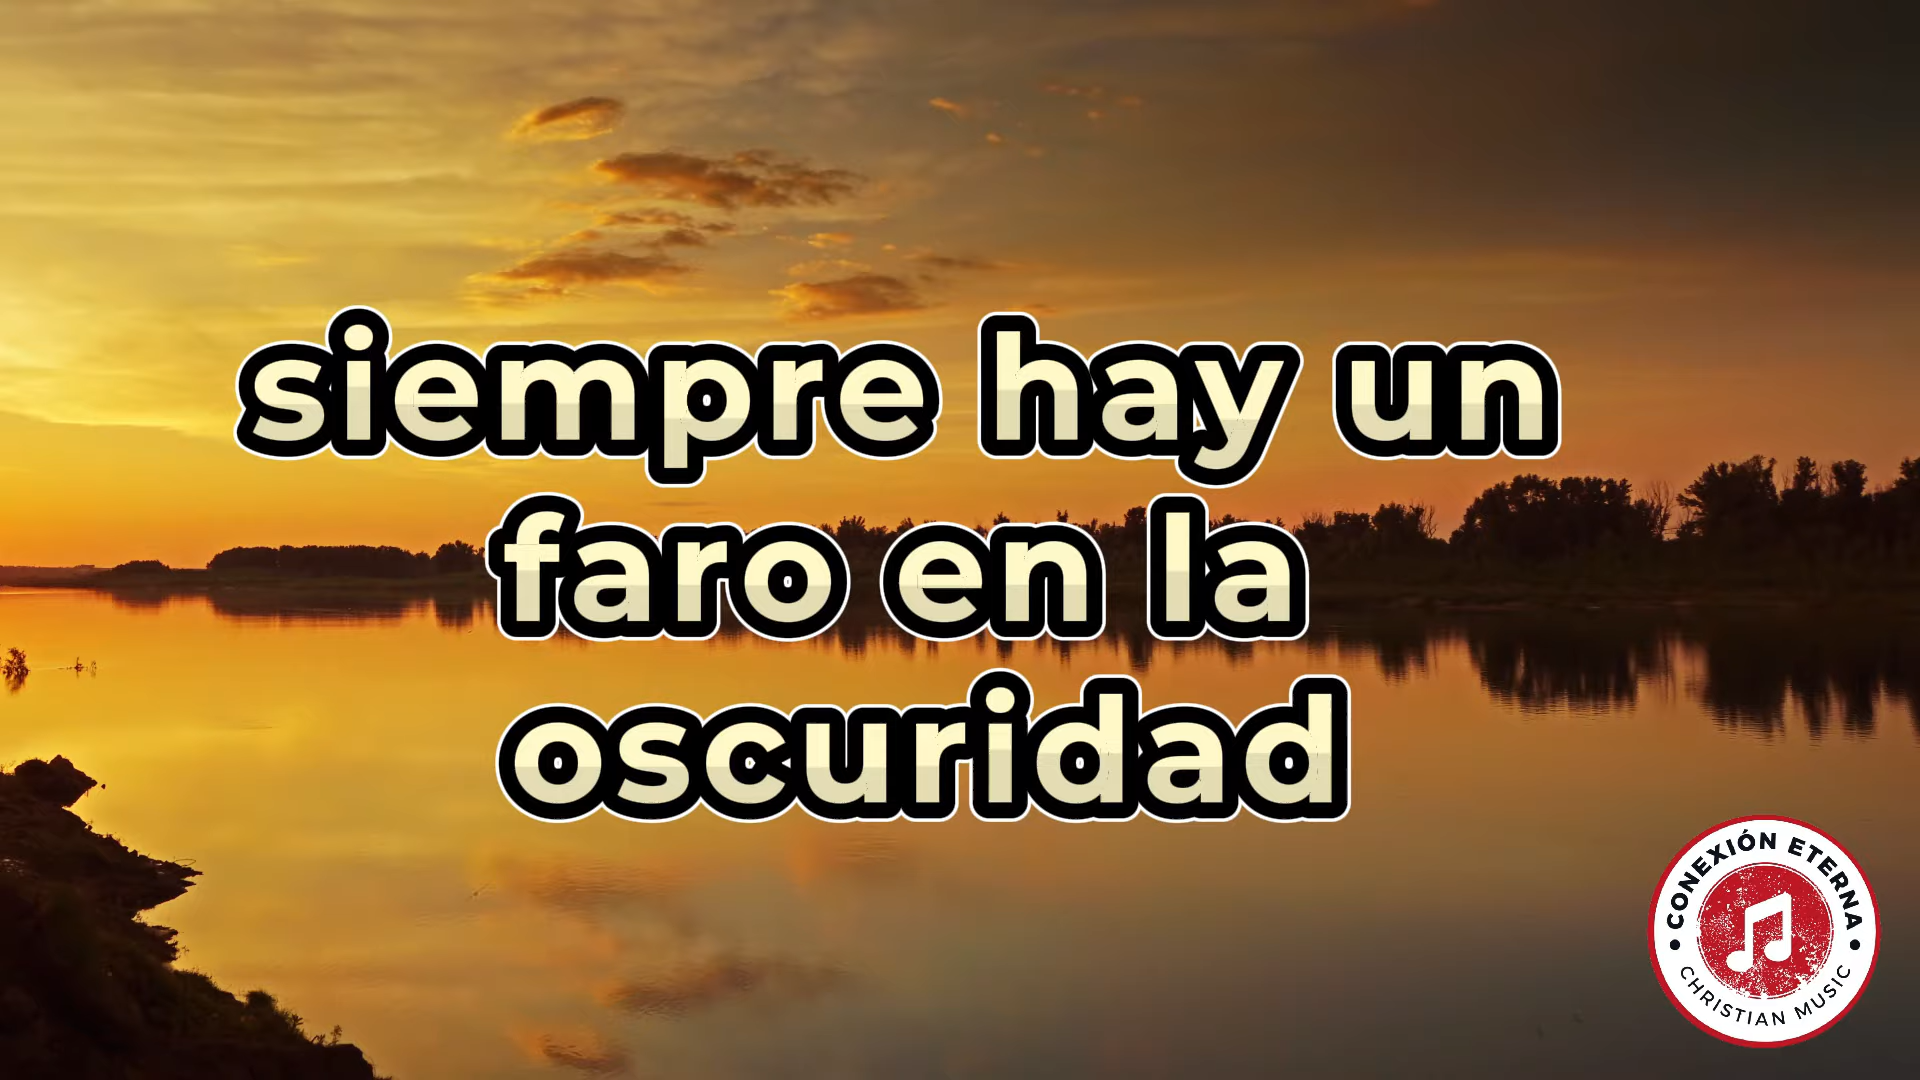 siempre hay un
faro en la
oscuridad
CONEXIÓN ETERNA
CHRISTIAN MUSIC